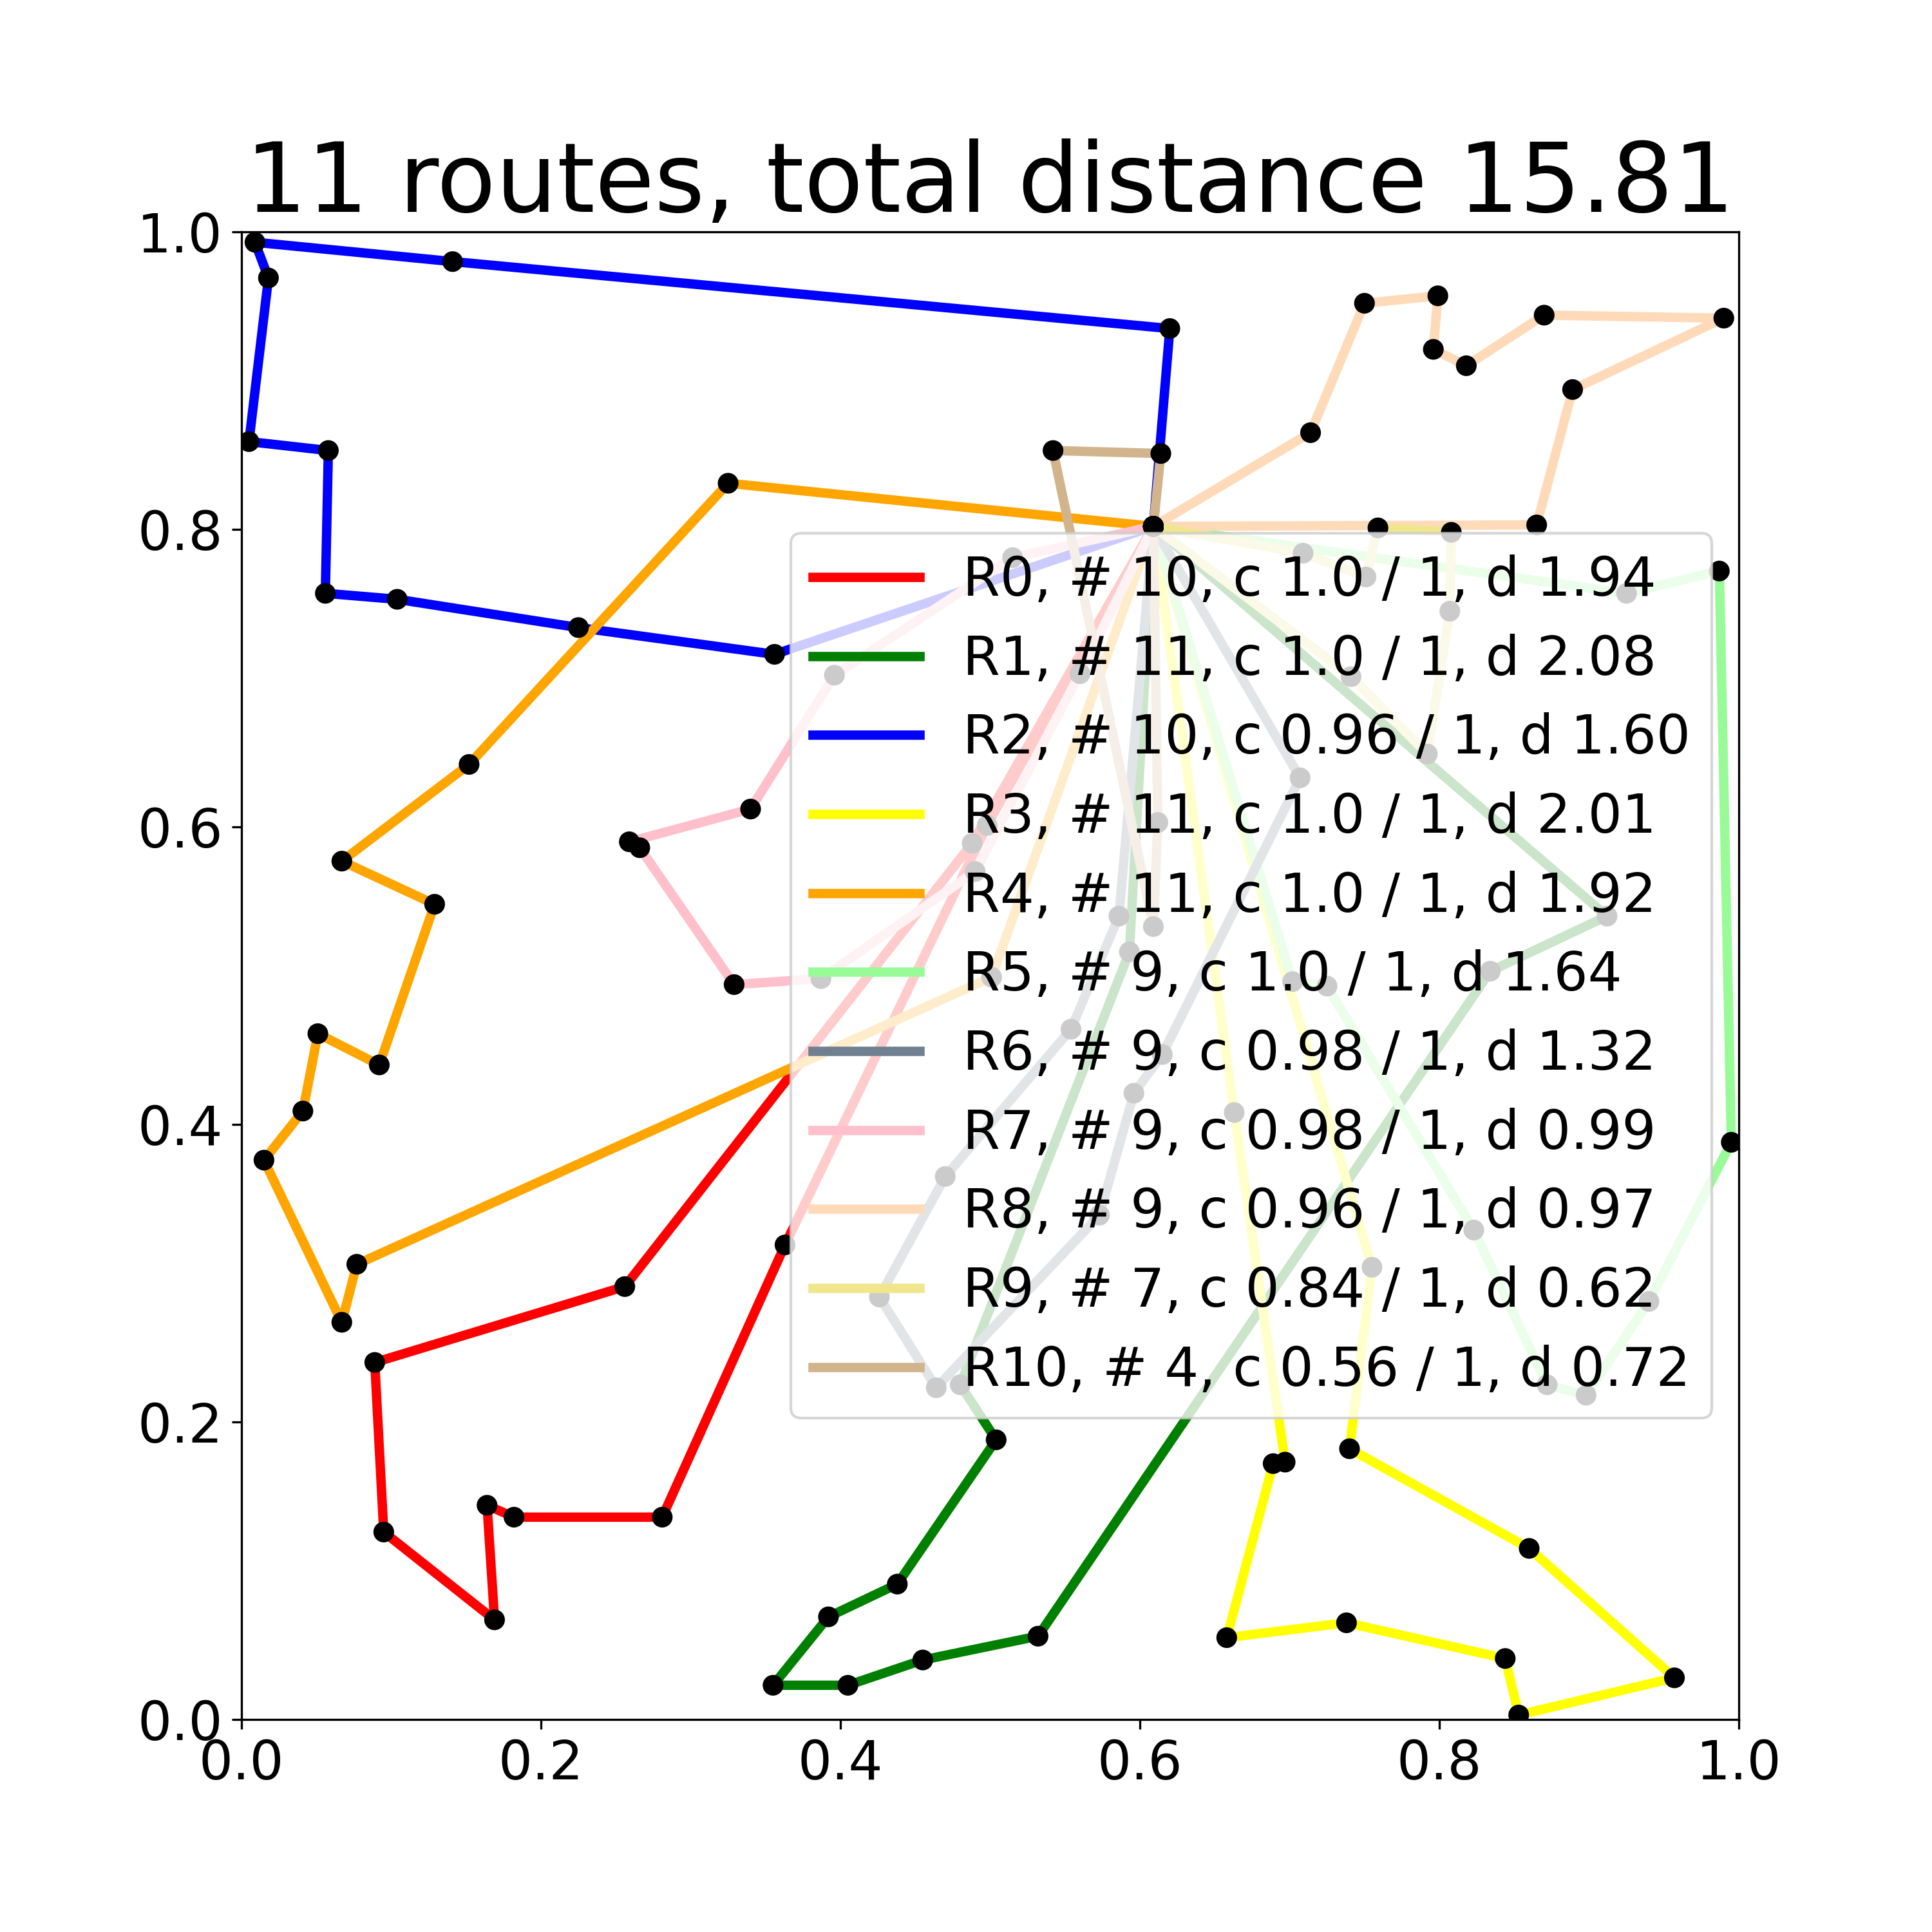 11 routes, total distance 15.81
1.0
0.8
0.6
0.4
0.2
0.0
0.0 0.2 0.4 0.6 0.8 1.0
R0, # 10, c 1.0 / 1, d 1.94
R1, # 11, c 1.0 / 1, d 2.08
R2, # 10, c 0.96 / 1, d 1.60
R3, # 11, c 1.0 / 1, d 2.01
R4, # 11, c 1.0 / 1, d 1.92
R5, # 9, c 1.0 / 1, d 1.64
R6, # 9, c 0.98 / 1, d 1.32
R7, # 9, c 0.98 / 1, d 0.99
R8, # 9, c 0.96 / 1, d 0.97
R9, # 7, c 0.84 / 1, d 0.62
R10, # 4, c 0.56 / 1, d 0.72